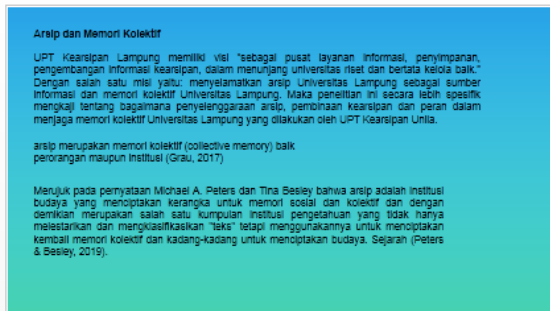 Arsip dan Memori Kolektif
UPT Kearsipan Lampung memiliki visi "sebagai pusat layanan informasi, penyimpanan,
pengembangan informasi kearsipan, dalam menunjang universitas riset dan bertata kelola baik."
Dengan salah satu misi yaitu: menyelamatkan arsip Universitas Lampung sebagai sumber
informasi dan memori kolektif Universitas Lampung. Maka penelitian ini secara lebih spesifik
mengkaji tentang bagaimana penyelenggaraan arsip, pembinaan kearsipan dan peran dalam
menjaga memori kolektif Universitas Lampung yang dilakukan oleh UPT Kearsipan Unila.
arsip merupakan memori kolektif (collective memory) baik
perorangan maupun institusi (Grau, 2017)
Merujuk pada pernyataan Michael A. Peters dan Tina Besley bahwa arsip adalah institusi
budaya yang menciptakan kerangka untuk memori sosial dan kolektif dan dengan
demikian merupakan salah satu kumpulan institusi pengetahuan yang tidak hanya
melestarikan dan mengklasifikasikan "teks" tetapi menggunakannya untuk menciptakan
kembali memori kolektif dan kadang-kadang untuk menciptakan budaya. Sejarah (Peters
& Besley, 2019).